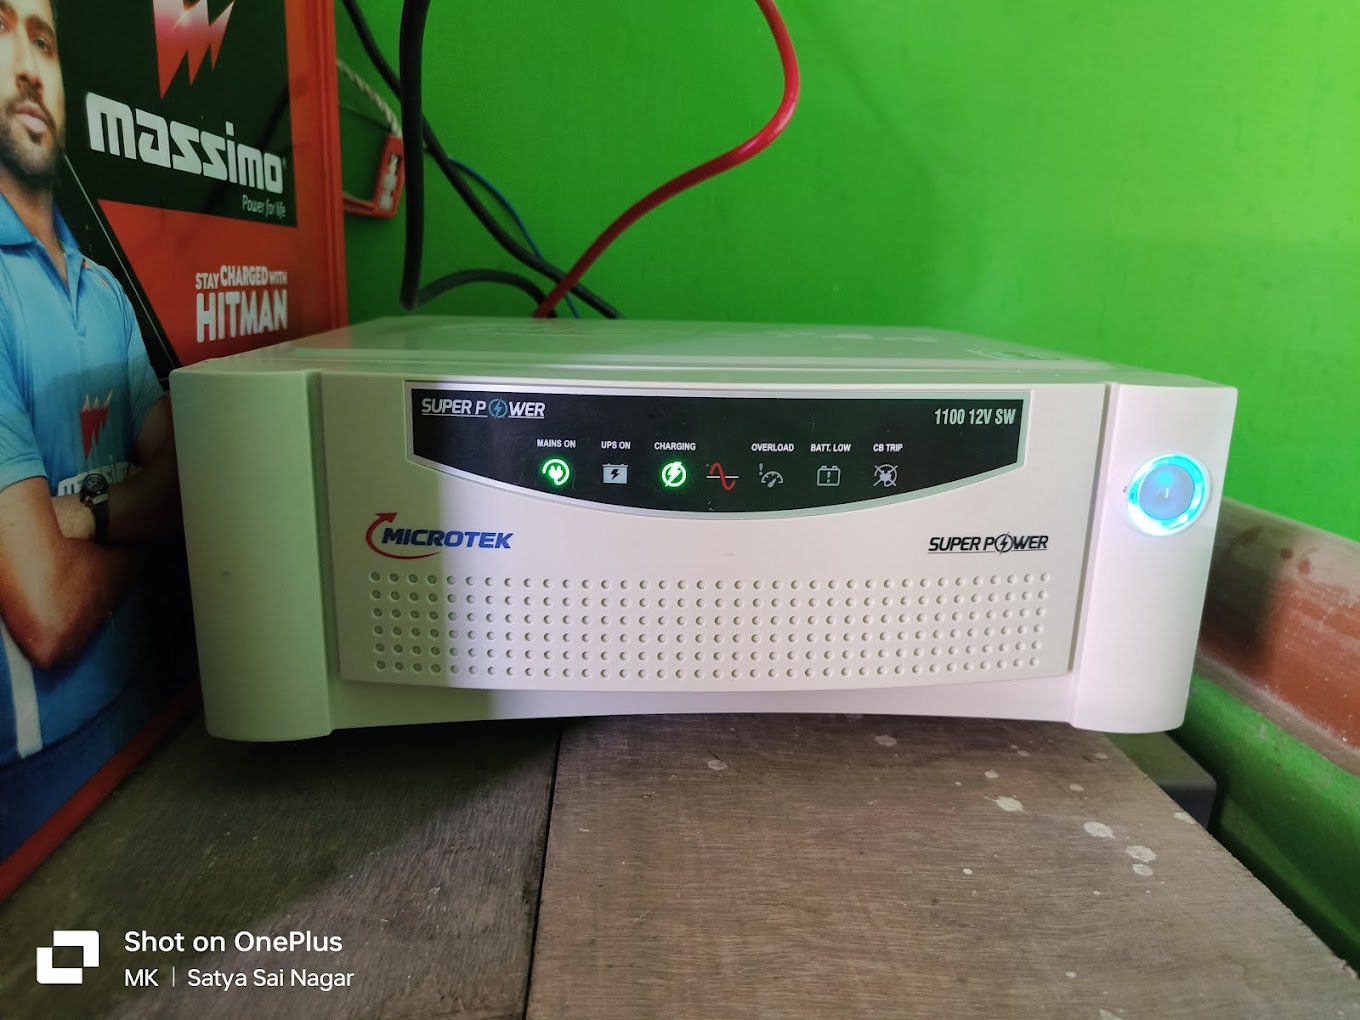 massimo
Power for life
STAY CHARGED WITH
HITMAN
massimo
SUPER POWER
1100 12V SW
MAINS ON
UPS ON
CHARGING
OVERLOAD
BATT. LOW
CB TRIP
MICROTEK
SUPER POWER
Shot on OnePlus
MK | Satya Sai Nagar